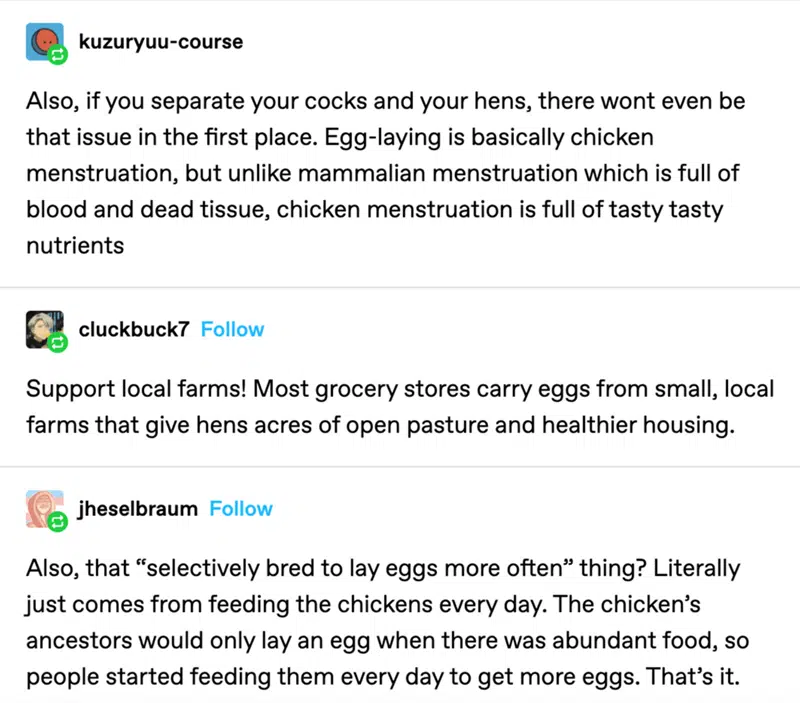 kuzuryuu-course
Also, if you separate your cocks and your hens, there wont even be
that issue in the first place. Egg-laying is basically chicken
menstruation, but unlike mammalian menstruation which is full of
blood and dead tissue, chicken menstruation is full of tasty tasty
nutrients
cluckbuck7 Follow
Support local farms! Most grocery stores carry eggs from small, local
farms that give hens acres of open pasture and healthier housing.
jheselbraum Follow
Also, that “selectively bred to lay eggs more often” thing? Literally
just comes from feeding the chickens every day. The chicken’s
ancestors would only lay an egg when there was abundant food, so
people started feeding them every day to get more eggs. That’s it.